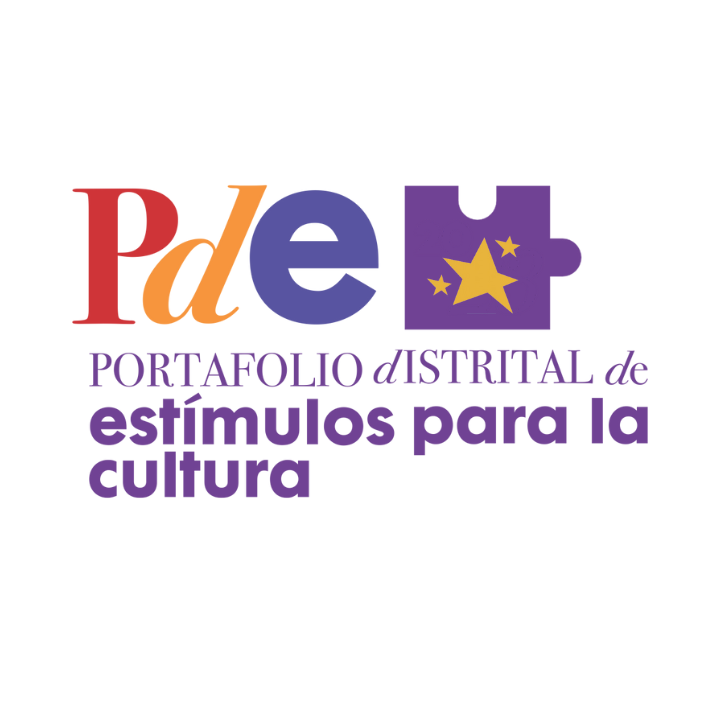 Pde
PORTAFOLIO dISTRITAL de
estímulos para la
cultura